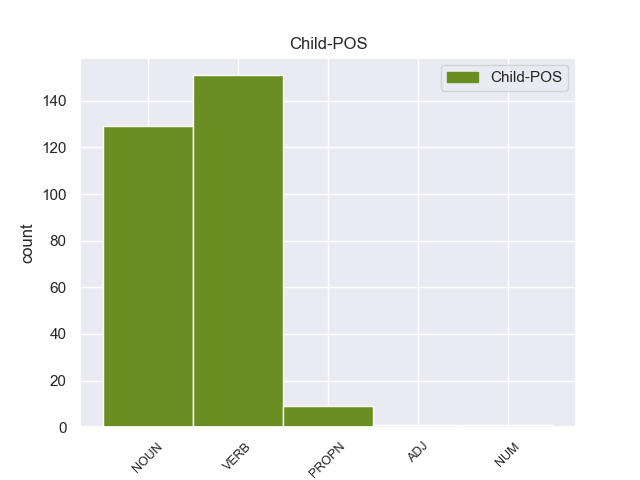 Child-POS
Child-POS
140
120
100
80
60
40
20
0
count
NOUN
VERB
PROPN
ADJ
NUM